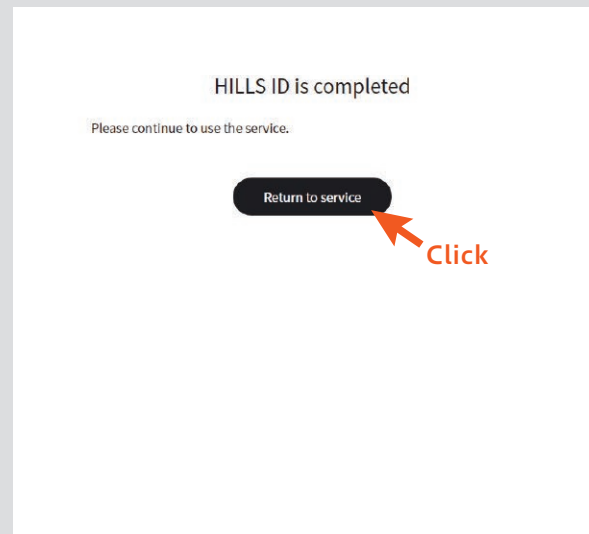 HILLS ID is completed
Please continue to use the service.
Return to service
Click